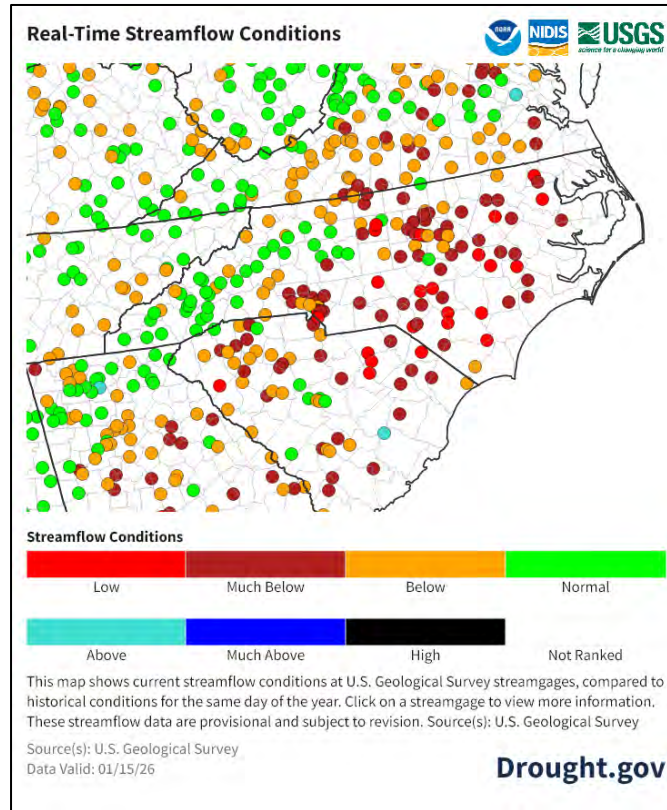 Real-Time Streamflow Conditions
NOAA
NIDIS
USGS
science for a changing world
Streamflow Conditions
Low
Much Below
Below
Normal
Above
Much Above
High
Not Ranked
This map shows current streamflow conditions at U.S. Geological Survey streamgages, compared to
historical conditions for the same day of the year. Click on a streamgage to view more information.
These streamflow data are provisional and subject to revision. Source(s): U.S. Geological Survey
Source(s): U.S. Geological Survey
Data Valid: 01/15/26
Drought.gov